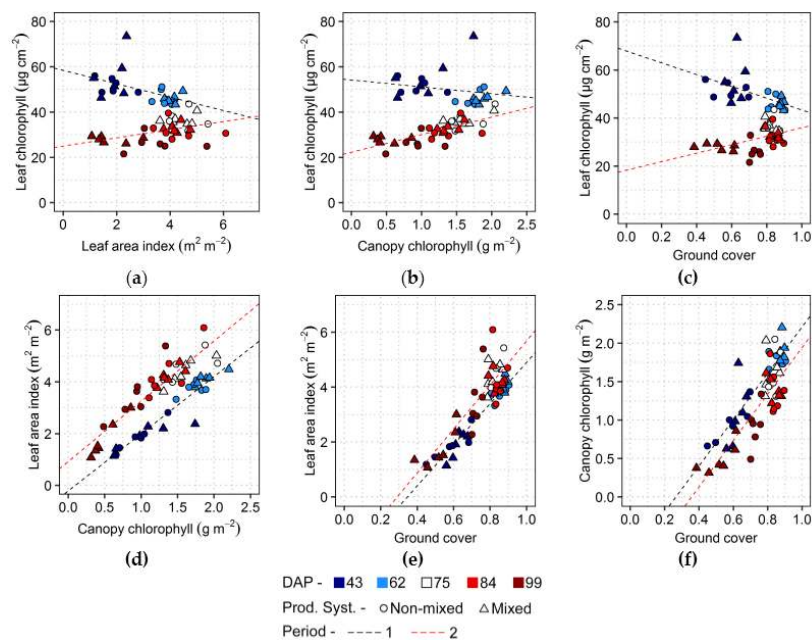 Leaf chlorophyll (µg cm⁻²)
80
60
40
20
0
0 2 4 6
Leaf area index (m² m⁻²)
(a)
Leaf chlorophyll (µg cm⁻²)
80
60
40
20
0
0.0 0.5 1.0 1.5 2.0 2.5
Canopy chlorophyll (g m⁻²)
(b)
Leaf chlorophyll (µg cm⁻²)
80
60
40
20
0
0.0 0.2 0.4 0.6 0.8 1.0
Ground cover
(c)
Leaf area index (m² m⁻²)
6
4
2
0
0.0 0.5 1.0 1.5 2.0 2.5
Canopy chlorophyll (g m⁻²)
(d)
Leaf area index (m² m⁻²)
6
4
2
0
0.0 0.2 0.4 0.6 0.8 1.0
Ground cover
(e)
Canopy chlorophyll (g m⁻²)
2.5
2.0
1.5
1.0
0.5
0.0
0.0 0.2 0.4 0.6 0.8 1.0
Ground cover
(f)
DAP - 43 62 75 84 99
Prod. Syst. - Non-mixed Mixed
Period - 1 2